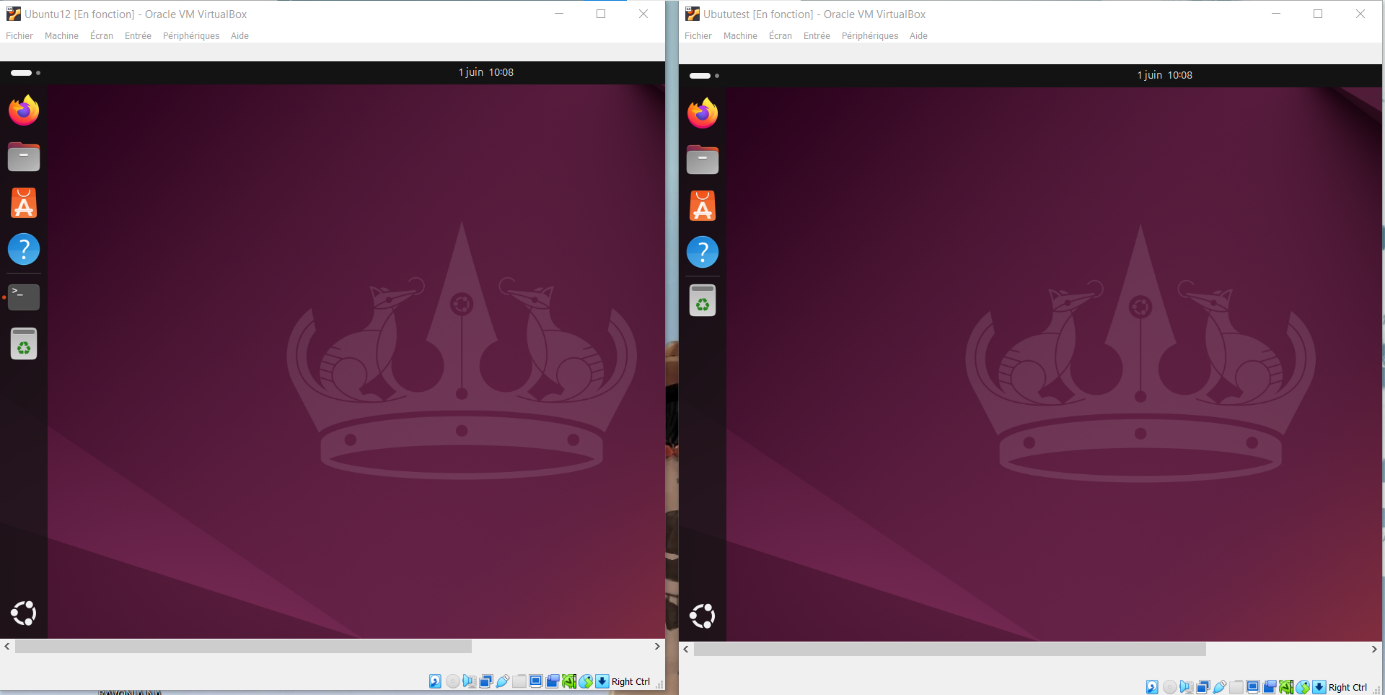 Ubuntu12 [En fonction] - Oracle VM VirtualBox
Fichier Machine Écran Entrée Périphériques Aide
1 juin 10:08
>_
?
Right Ctrl
Ubututest [En fonction] - Oracle VM VirtualBox
Fichier Machine Écran Entrée Périphériques Aide
1 juin 10:08
?
Right Ctrl